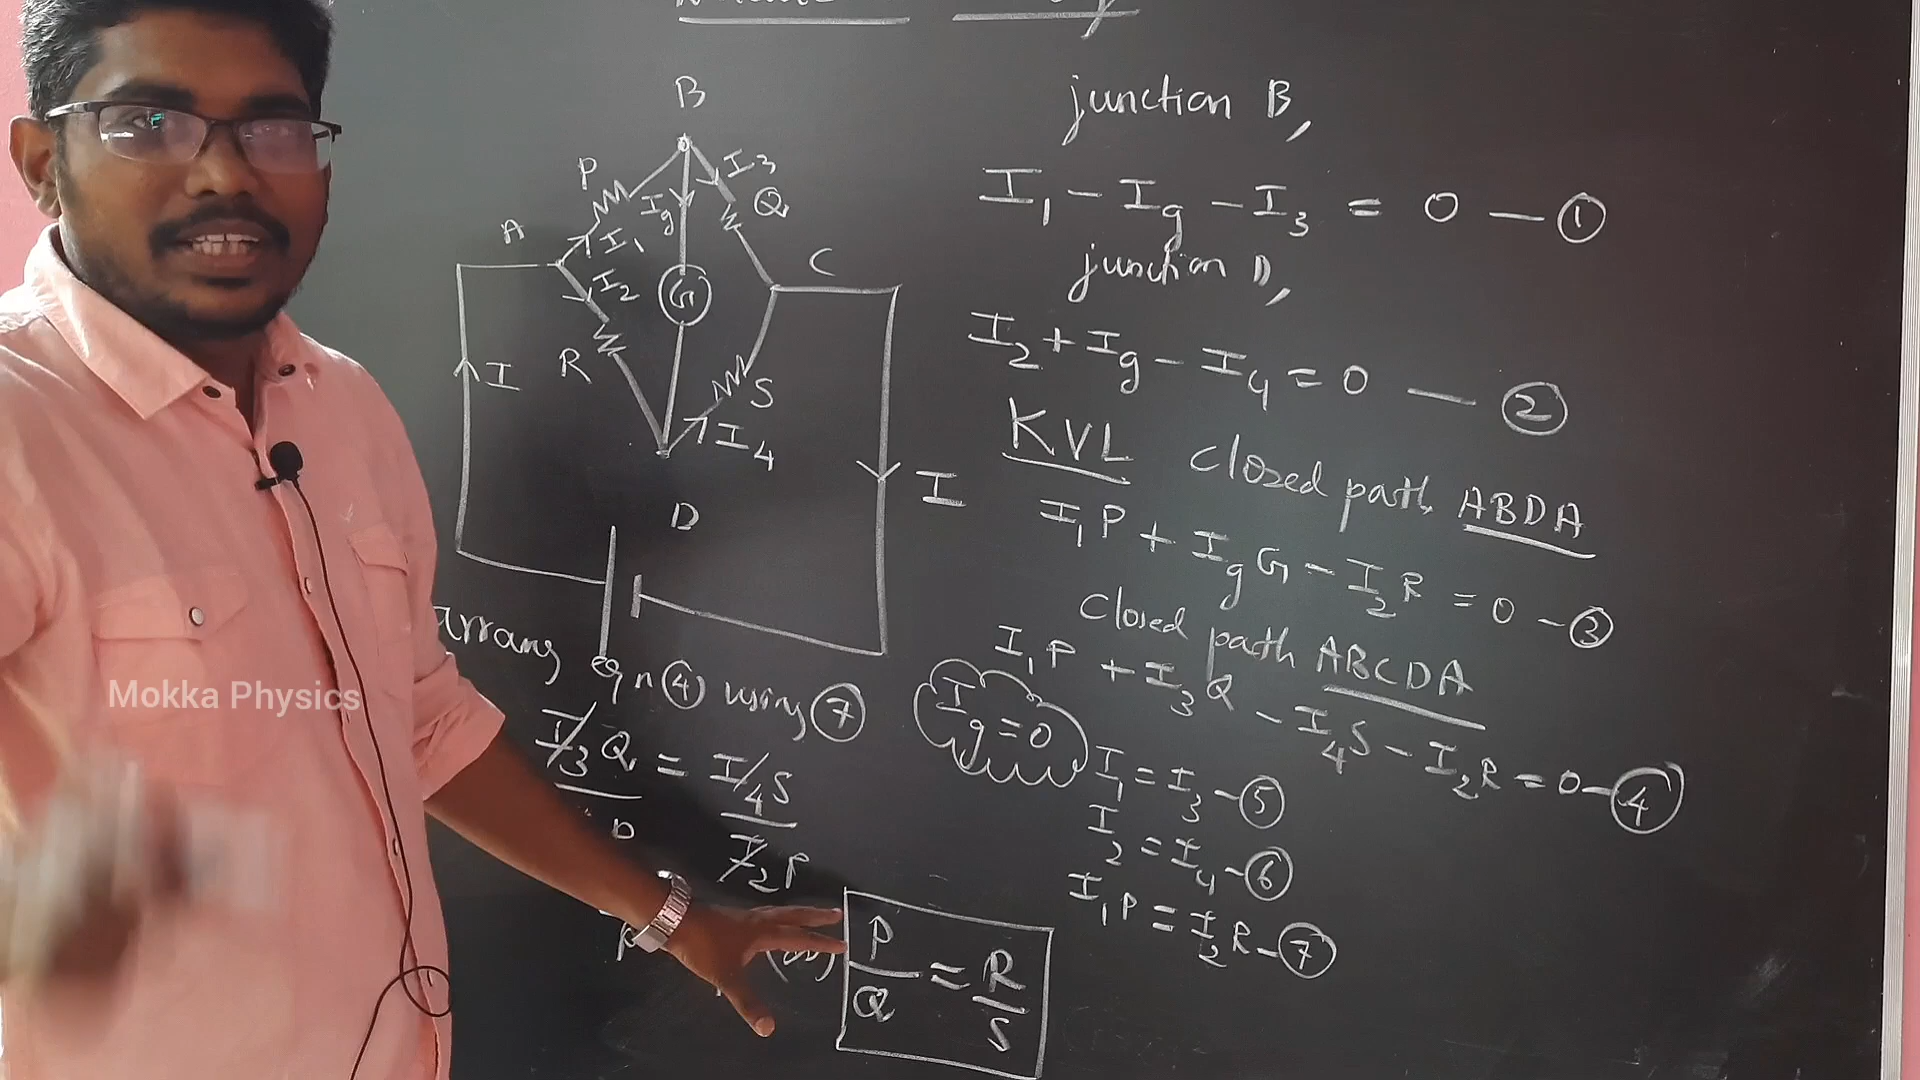 B
P
I3
Q
Ig
A
I1
I2
C
G
I
R
S
I4
I
D
junction B,
I1 - Ig - I3 = 0 — ①
junction D,
I2 + Ig - I4 = 0 — ②
KVL closed path ABDA
I1P + IgG - I2R = 0 - ③
Closed path ABCDA
I1P + I3Q - I4S - I2R = 0 - ④
Ig = 0
I1 = I3 - ⑤
I2 = I4 - ⑥
I1P = I2R - ⑦
eqn ④ using ⑦
I3Q = I4S
I2R
P/Q = R/S
Mokka Physics